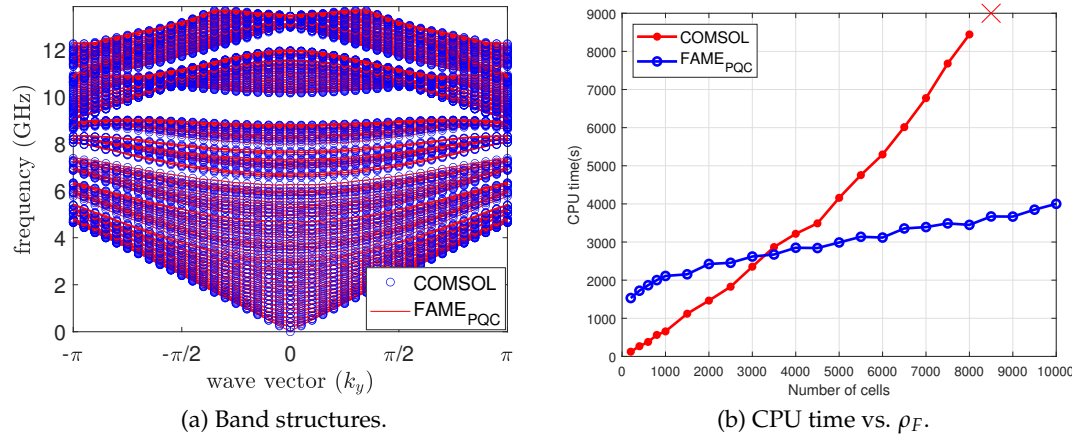 12
10
8
6
4
2
0
frequency (GHz)
-π
-π/2
0
π/2
π
wave vector (k_y)
COMSOL
FAME_PQC
(a) Band structures.
9000
8000
7000
6000
5000
4000
3000
2000
1000
0
CPU time(s)
COMSOL
FAME_PQC
0
1000
2000
3000
4000
5000
6000
7000
8000
9000
10000
Number of cells
(b) CPU time vs. ρ_F.